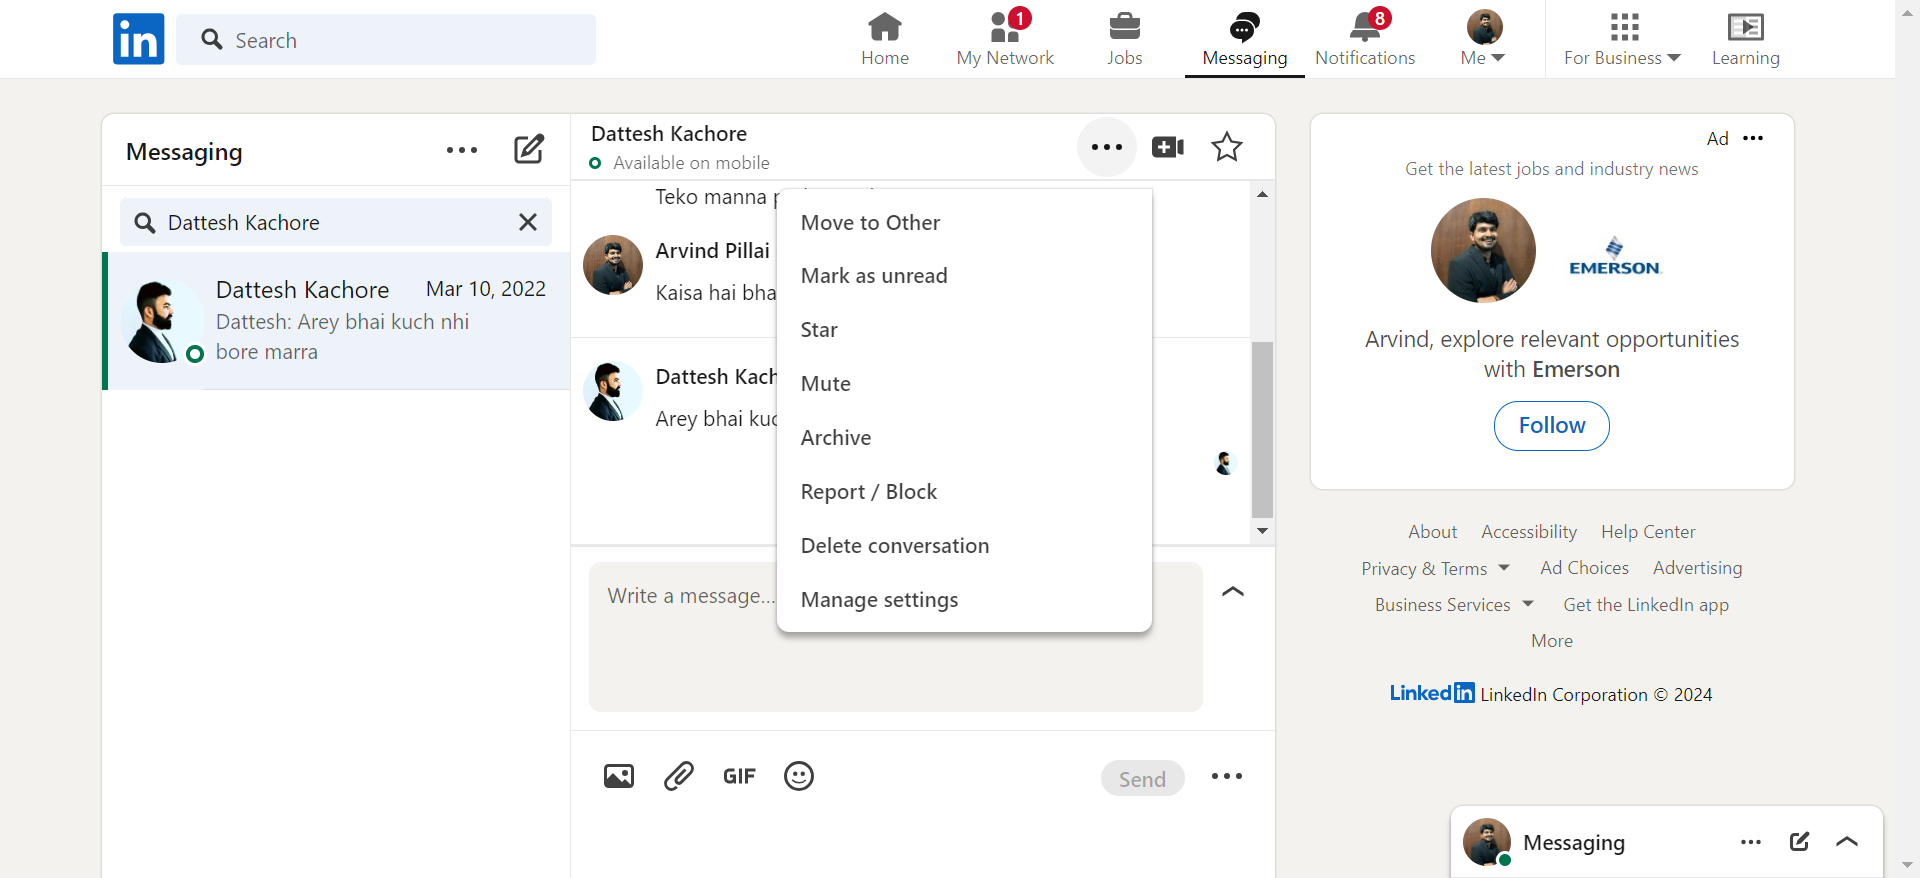 in
Search
Home
My Network
1
Jobs
Messaging
Notifications
8
Me
For Business
Learning
Messaging
Dattesh Kachore
Dattesh Kachore
Mar 10, 2022
Dattesh: Arey bhai kuch nhi
bore marra
Dattesh Kachore
Available on mobile
Teko manna
Arvind Pillai
Kaisa hai bha
Dattesh Kach
Arey bhai kuc
Move to Other
Mark as unread
Star
Mute
Archive
Report / Block
Delete conversation
Manage settings
Write a message...
GIF
Send
Ad
Get the latest jobs and industry news
EMERSON
Arvind, explore relevant opportunities
with Emerson
Follow
About Accessibility Help Center
Privacy & Terms Ad Choices Advertising
Business Services Get the LinkedIn app
More
LinkedIn LinkedIn Corporation © 2024
Messaging